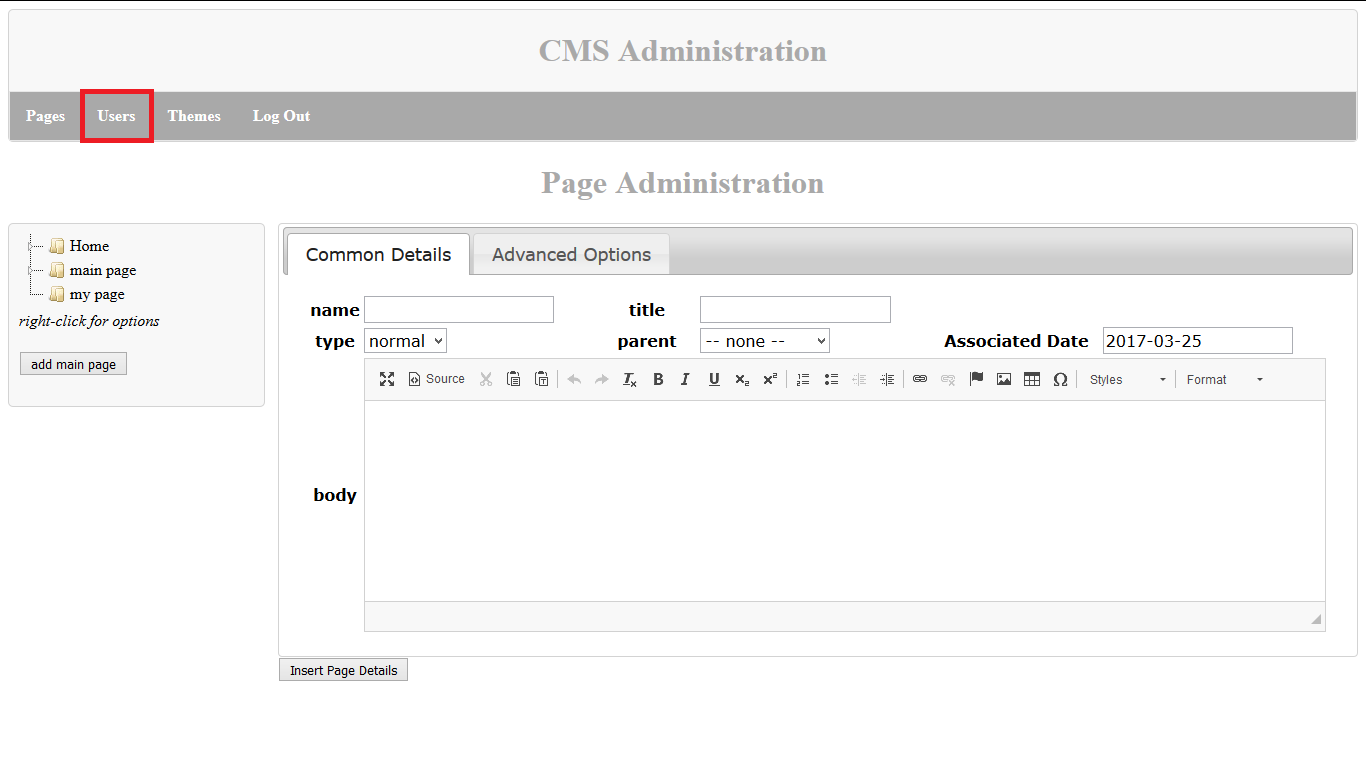 CMS Administration
Pages Users Themes Log Out
Page Administration
Home
main page
my page
right-click for options
add main page
Common Details Advanced Options
name title
type normal parent -- none -- Associated Date 2017-03-25
Source Styles Format
body
Insert Page Details